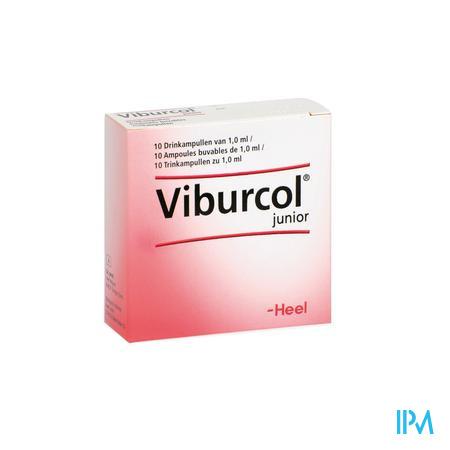 Viburcol
10 Drinkampullen van 1,0 ml /
10 Ampoules buvables de 1,0 ml /
10 Trinkampullen zu 1,0 ml
Viburcol®
junior
-Heel
IPM